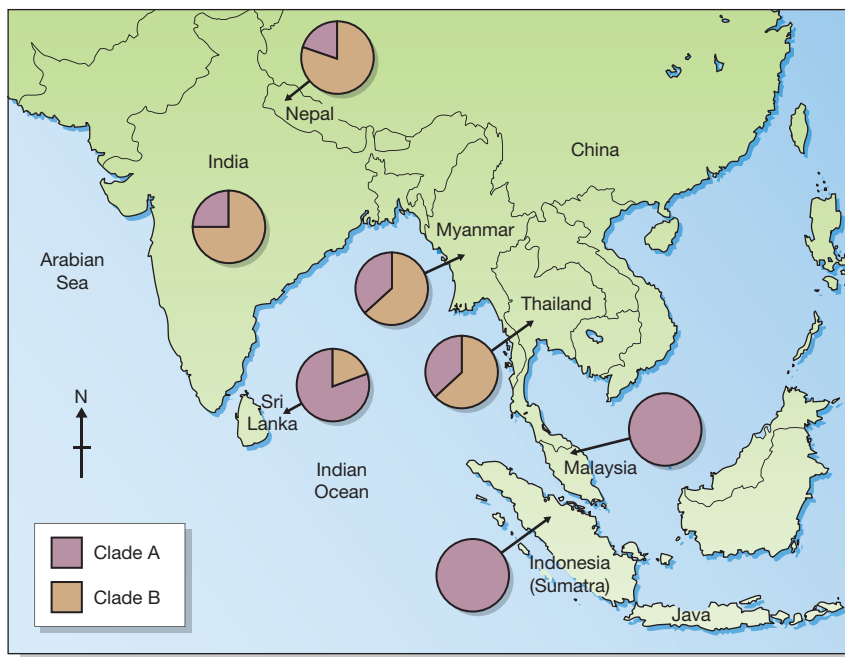 Nepal
India
China
Myanmar
Arabian
Sea
Thailand
N
Sri
Lanka
Malaysia
Indian
Ocean
Clade A
Clade B
Indonesia
(Sumatra)
Java